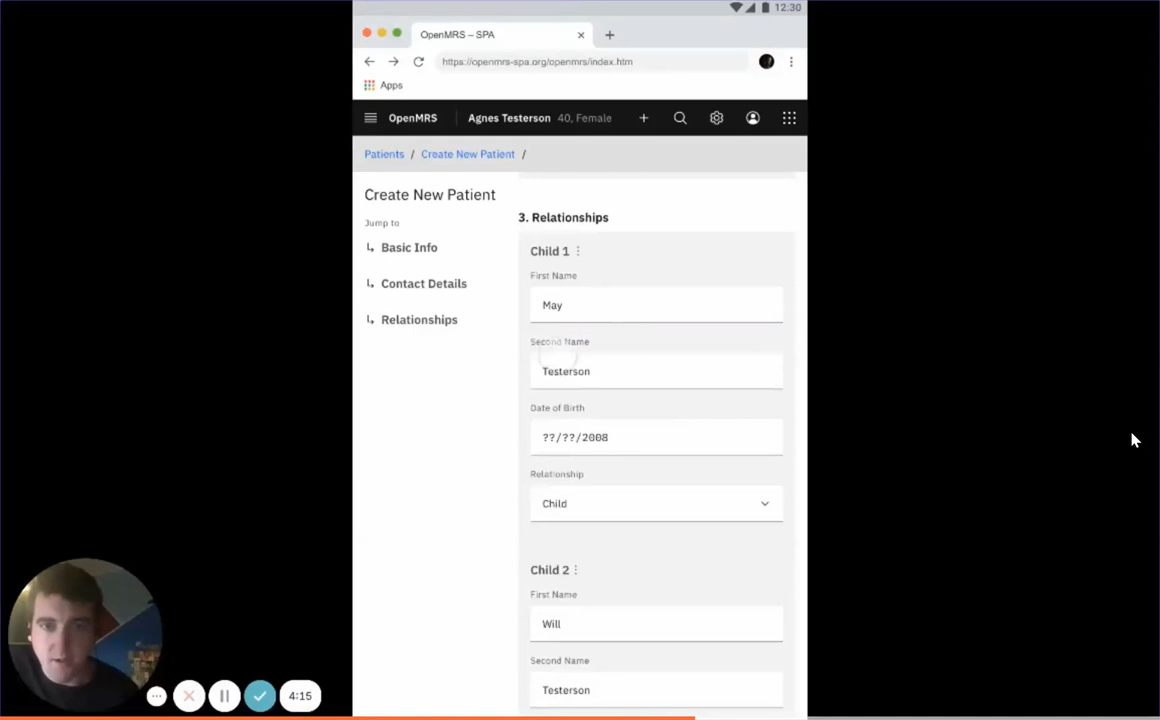 12:30
OpenMRS – SPA
https://openmrs-spa.org/openmrs/index.htm
Apps
OpenMRS Agnes Testerson 40, Female
Patients / Create New Patient /
Create New Patient
Jump to
Basic Info
Contact Details
Relationships
3. Relationships
Child 1
First Name
May
Second Name
Testerson
Date of Birth
??/??/2008
Relationship
Child
Child 2
First Name
Will
Second Name
Testerson
4:15